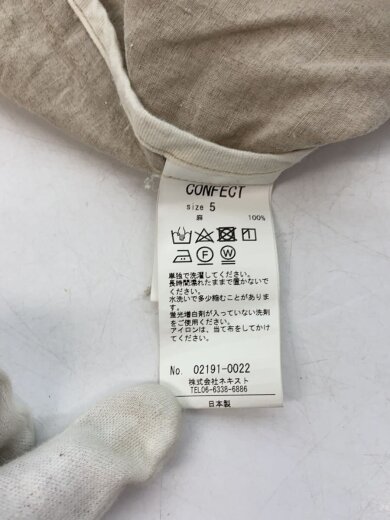 CONFECT
size 5
麻 100%
単独で洗濯してください。
長時間濡れたままで置かないで
ください。
水洗いで多少縮むことがありま
す。
蛍光増白剤が入っていない洗剤
をご使用ください。
アイロンは、当て布をしてかけ
てください。
No. 02191-0022
株式会社ネキスト
TEL06-6338-6886
日本製